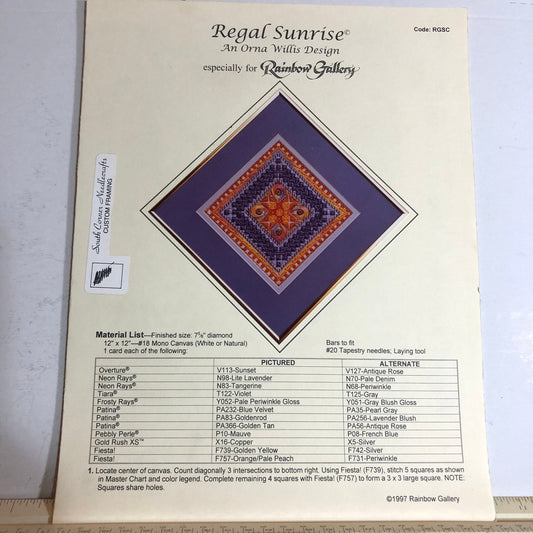 Regal Sunrise©
Code: RGSC
An Orna Willis Design
especially for Rainbow Gallery
South Corner Needlecrafts
CUSTOM FRAMING
Material List—Finished size: 7⅞" diamond
12" x 12"—#18 Mono Canvas (White or Natural)
Bars to fit
1 card each of the following:
#20 Tapestry needles; Laying tool
PICTURED ALTERNATE
Overture® V113-Sunset V127-Antique Rose
Neon Rays® N98-Lite Lavender N70-Pale Denim
Neon Rays® N83-Tangerine N68-Periwinkle
Tiara® T122-Violet T125-Gray
Frosty Rays® Y052-Pale Periwinkle Gloss Y051-Gray Blush Gloss
Patina® PA232-Blue Velvet PA35-Pearl Gray
Patina® PA83-Goldenrod PA256-Lavender Blush
Patina® PA366-Golden Tan PA56-Antique Rose
Pebbly Perle® P10-Mauve P08-French Blue
Gold Rush XS™ X16-Copper X5-Silver
Fiesta! F739-Golden Yellow F742-Silver
Fiesta! F757-Orange/Pale Peach F731-Periwinkle
1. Locate center of canvas. Count diagonally 3 intersections to bottom right. Using Fiesta! (F739), stitch 5 squares as shown
in Master Chart and color legend. Complete remaining 4 squares with Fiesta! (F757) to form a 3 x 3 large square. NOTE:
Squares share holes.
©1997 Rainbow Gallery